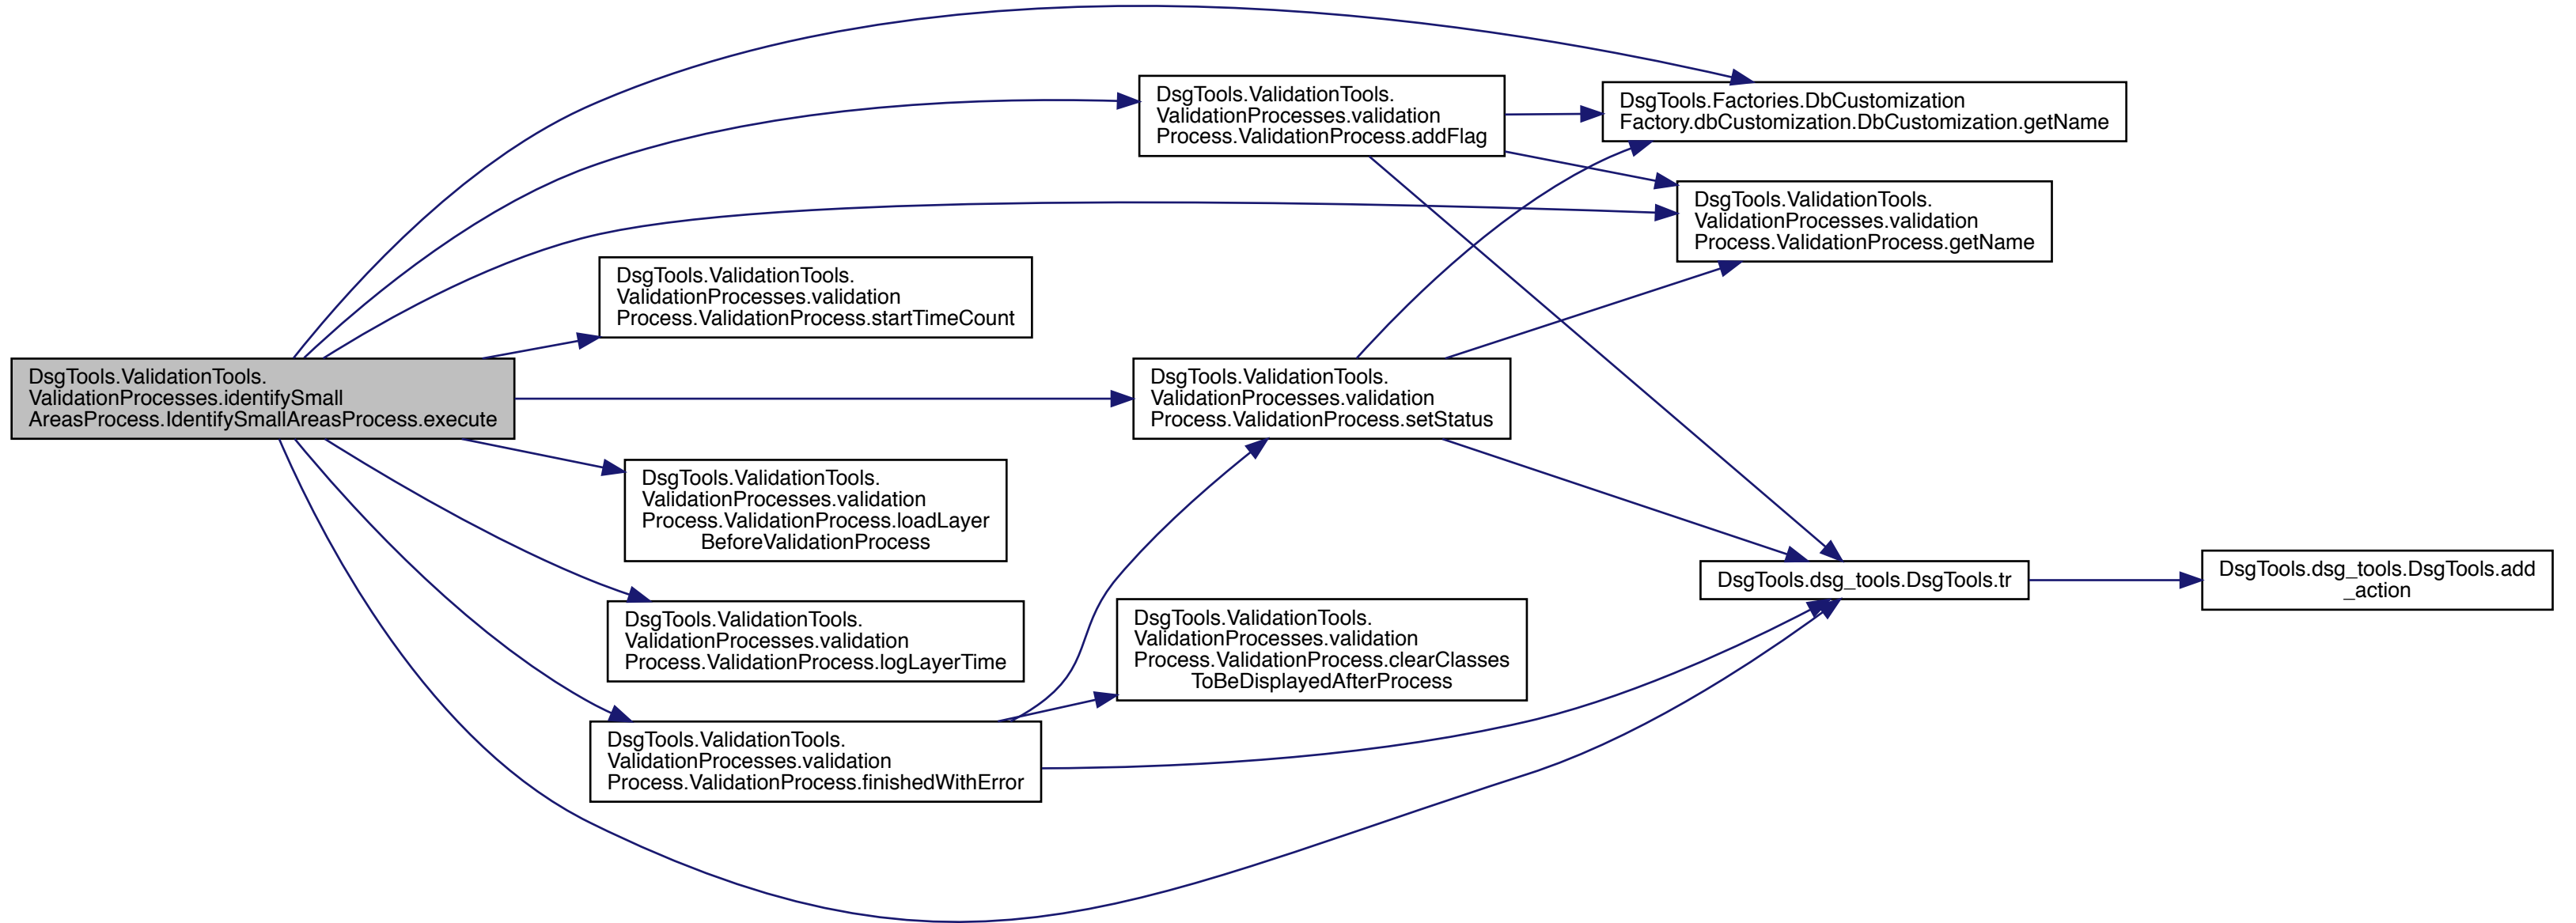 DsgTools.ValidationTools.
ValidationProcesses.identifySmall
AreasProcess.IdentifySmallAreasProcess.execute
DsgTools.ValidationTools.
ValidationProcesses.validation
Process.ValidationProcess.startTimeCount
DsgTools.ValidationTools.
ValidationProcesses.validation
Process.ValidationProcess.loadLayer
BeforeValidationProcess
DsgTools.ValidationTools.
ValidationProcesses.validation
Process.ValidationProcess.logLayerTime
DsgTools.ValidationTools.
ValidationProcesses.validation
Process.ValidationProcess.finishedWithError
DsgTools.ValidationTools.
ValidationProcesses.validation
Process.ValidationProcess.addFlag
DsgTools.ValidationTools.
ValidationProcesses.validation
Process.ValidationProcess.setStatus
DsgTools.ValidationTools.
ValidationProcesses.validation
Process.ValidationProcess.clearClasses
ToBeDisplayedAfterProcess
DsgTools.Factories.DbCustomization
Factory.dbCustomization.DbCustomization.getName
DsgTools.ValidationTools.
ValidationProcesses.validation
Process.ValidationProcess.getName
DsgTools.dsg_tools.DsgTools.tr
DsgTools.dsg_tools.DsgTools.add
_action